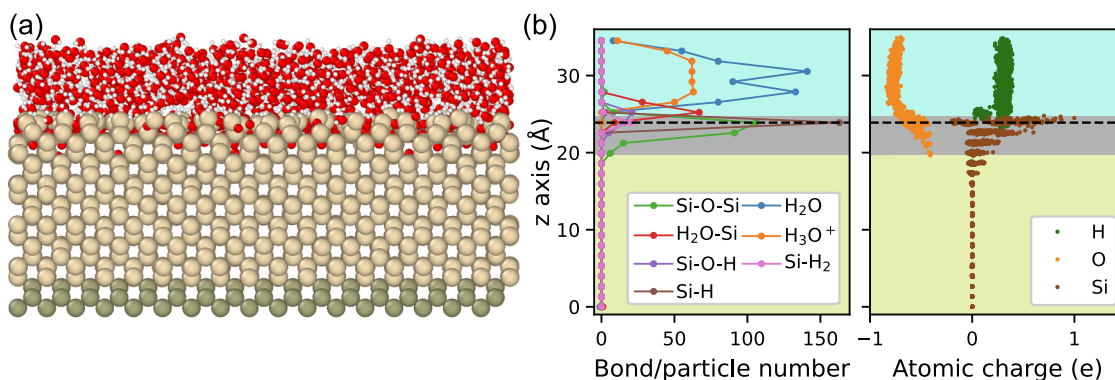 (a)
(b)
z axis (Å)
30
20
10
0
Si-O-Si
H₂O-Si
Si-O-H
Si-H
H₂O
H₃O⁺
Si-H₂
0 50 100 150
Bond/particle number
H
O
Si
−1 0 1
Atomic charge (e)